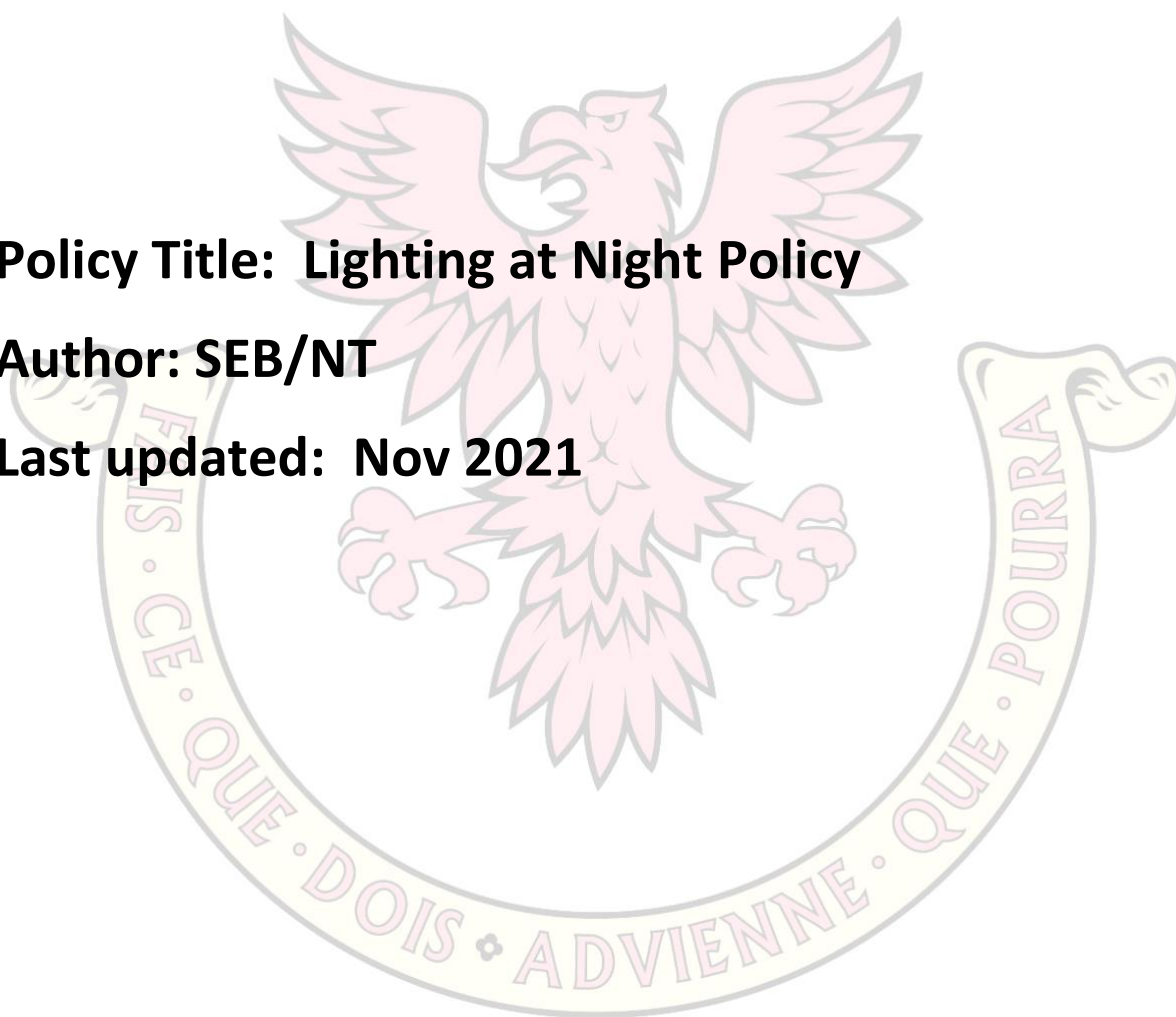 Policy Title: Lighting at Night Policy
Author: SEB/NT
Last updated: Nov 2021
FAIS · CE · QUE · DOIS ADVIENNE · QUE · POURRA